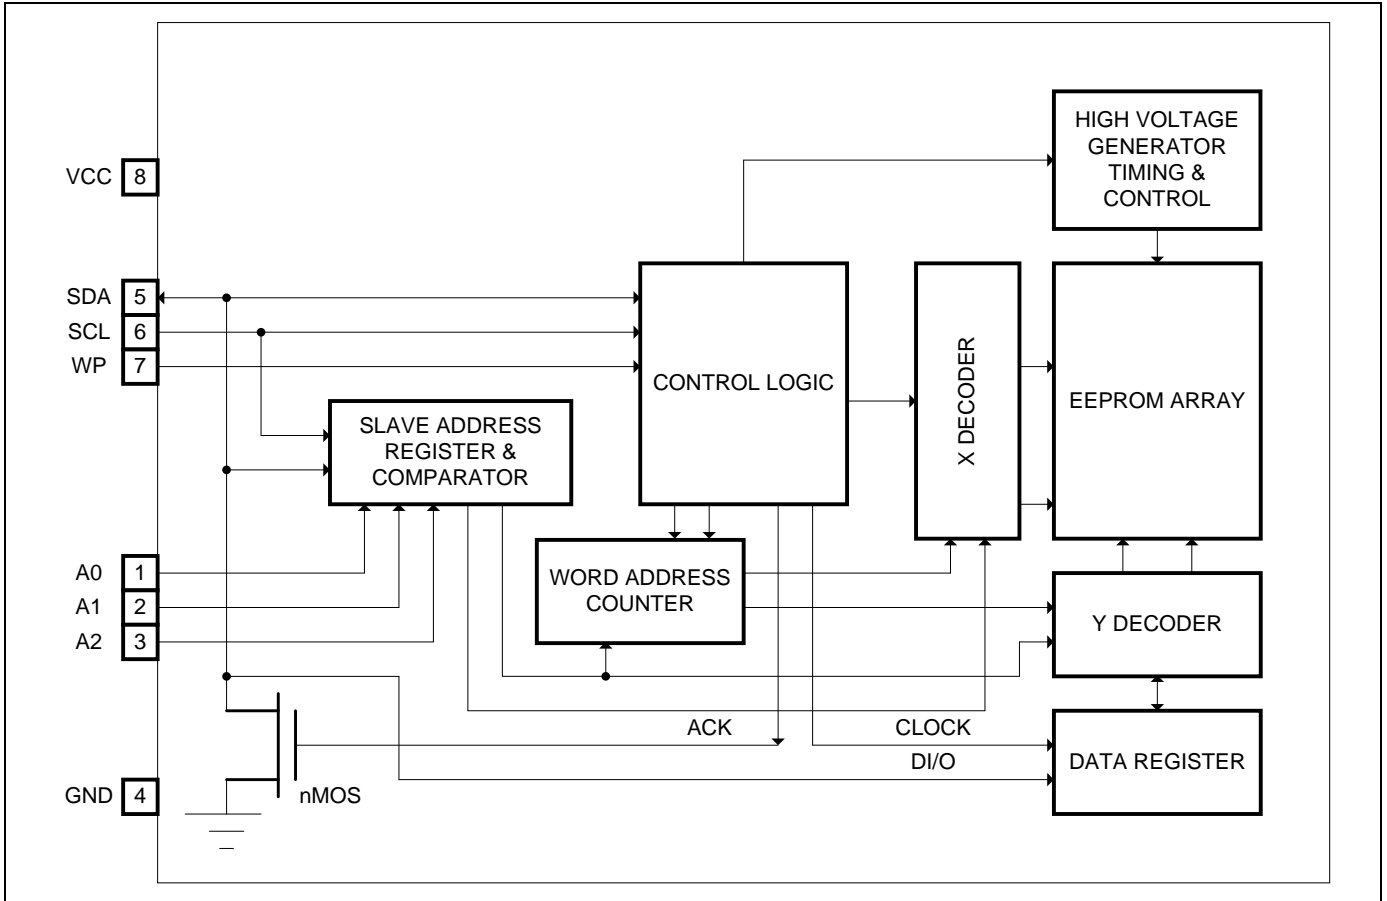 HIGH VOLTAGE
GENERATOR
TIMING &
CONTROL
VCC 8
SDA 5
SCL 6
WP 7
CONTROL LOGIC
X DECODER
EEPROM ARRAY
SLAVE ADDRESS
REGISTER &
COMPARATOR
A0 1
A1 2
A2 3
WORD ADDRESS
COUNTER
Y DECODER
ACK
CLOCK
DI/O
DATA REGISTER
GND 4
nMOS